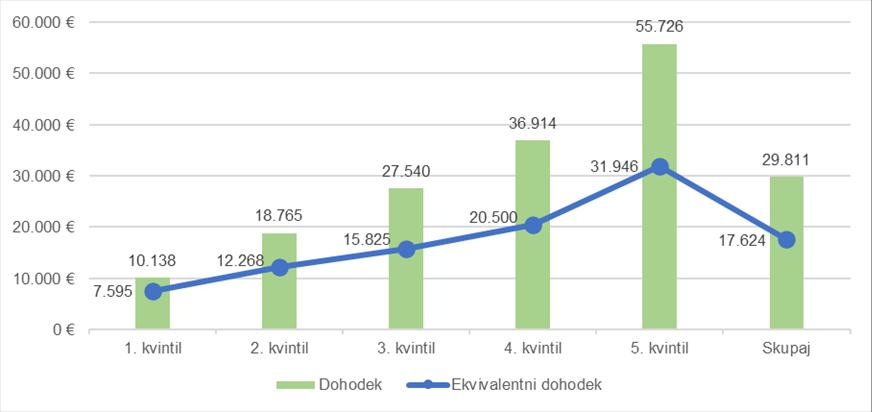 60.000 €
50.000 €
40.000 €
30.000 €
20.000 €
10.000 €
0 €
10.138
18.765
27.540
36.914
55.726
29.811
7.595
12.268
15.825
20.500
31.946
17.624
1. kvintil
2. kvintil
3. kvintil
4. kvintil
5. kvintil
Skupaj
Dohodek
Ekvivalentni dohodek